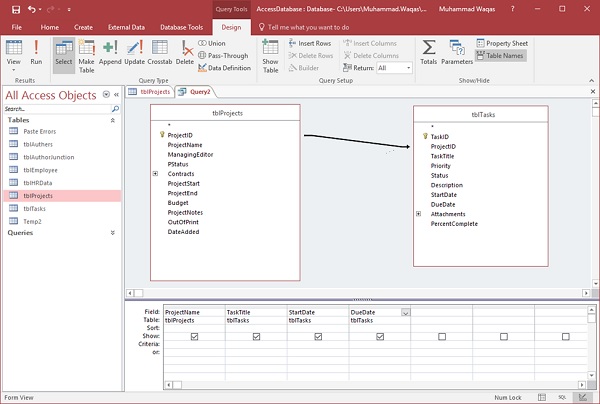 Query Tools
AccessDatabase : Database- C:\Users\Muhammad.Waqas\...
Muhammad Waqas
File Home Create External Data Database Tools Design Tell me what you want to do
View Run Select Make Table Append Update Crosstab Delete
Union
Pass-Through
Data Definition
Show Table
Insert Rows
Delete Rows
Builder
Insert Columns
Delete Columns
Return: All
Totals Parameters
Property Sheet
Table Names
Results Query Type Query Setup Show/Hide
All Access Objects
Search...
Tables
Paste Errors
tblAuthers
tblAuthorJunction
tblEmployee
tblHRData
tblProjects
tblTasks
Temp2
Queries
tblProjects Query2
tblProjects
*
ProjectID
ProjectName
ManagingEditor
PStatus
Contracts
ProjectStart
ProjectEnd
Budget
ProjectNotes
OutOfPrint
DateAdded
tblTasks
*
TaskID
ProjectID
TaskTitle
Priority
Status
Description
StartDate
DueDate
Attachments
PercentComplete
Field: ProjectName TaskTitle StartDate DueDate
Table: tblProjects tblTasks tblTasks tblTasks
Sort:
Show:
Criteria:
or:
Form View Num Lock SQL